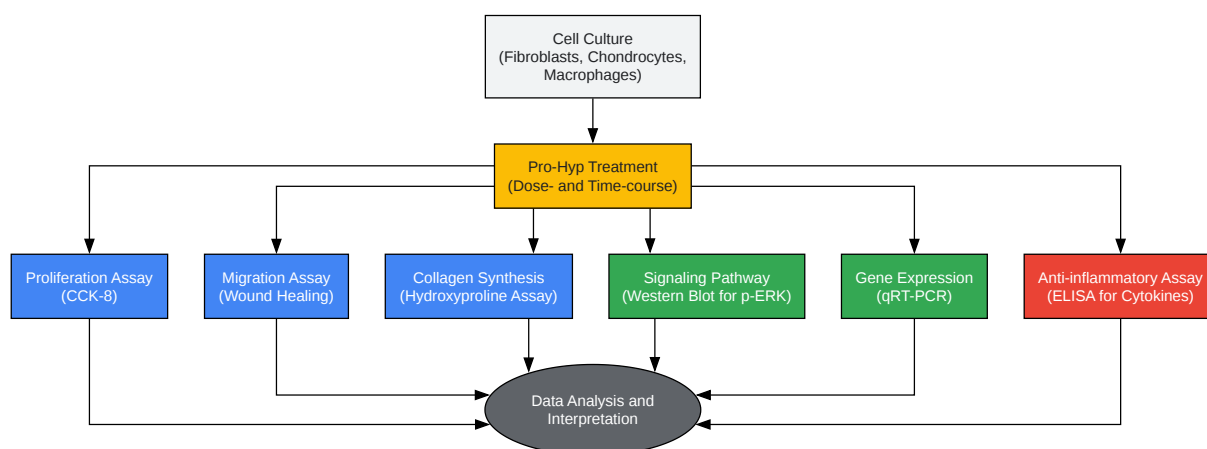 Cell Culture
(Fibroblasts, Chondrocytes,
Macrophages)
Pro-Hyp Treatment
(Dose- and Time-course)
Proliferation Assay
(CCK-8)
Migration Assay
(Wound Healing)
Collagen Synthesis
(Hydroxyproline Assay)
Signaling Pathway
(Western Blot for p-ERK)
Gene Expression
(qRT-PCR)
Anti-inflammatory Assay
(ELISA for Cytokines)
Data Analysis and
Interpretation